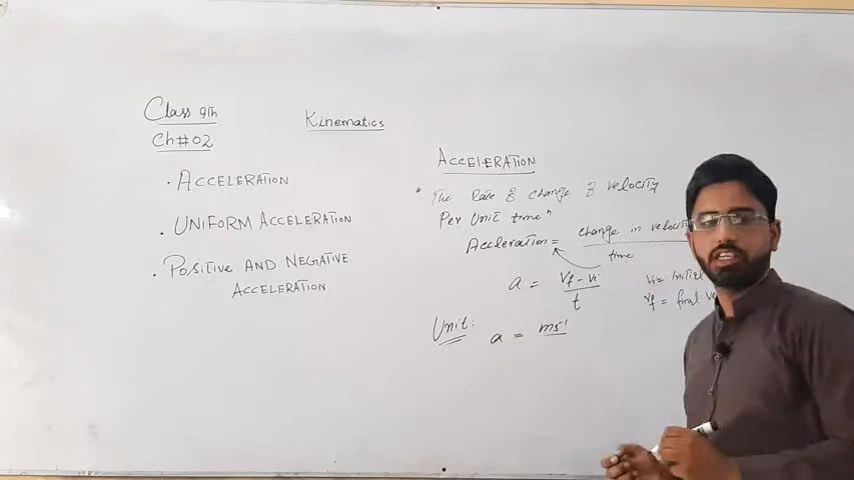 Class 9th
Ch#02
Kinematics
• ACCELERATION
• UNIFORM ACCELERATION
• POSITIVE AND NEGATIVE
ACCELERATION
ACCELERATION
• The Rate of change of velocity
Per Unit time"
Acceleration = change in velocity
time
a = Vf - Vi
t
Vi = initial
Vf = final
Unit:
a = ms-1